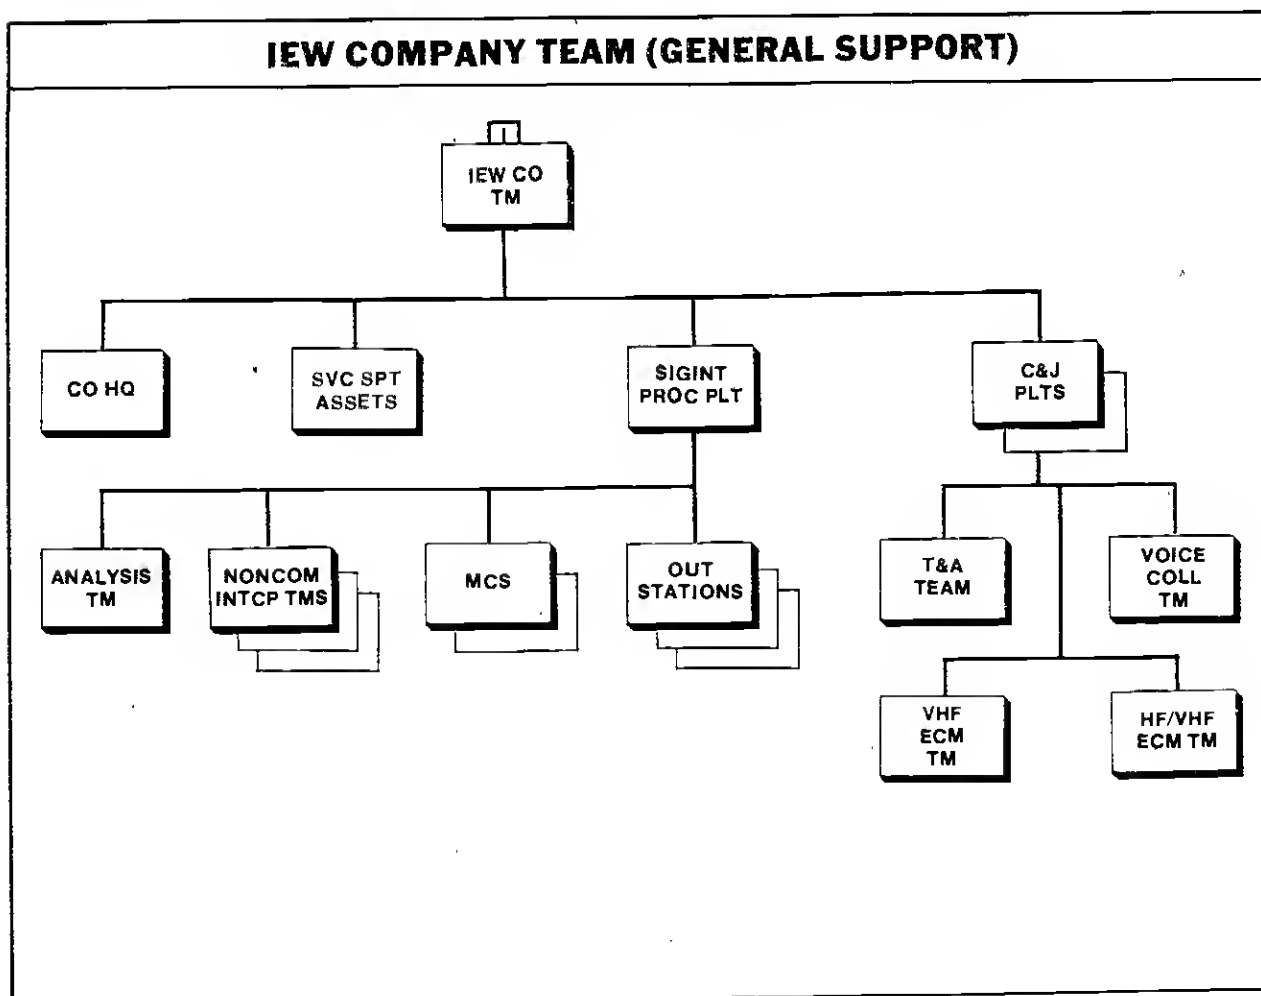 IEW COMPANY TEAM (GENERAL SUPPORT)
IEW CO
TM
CO HQ
SVC SPT
ASSETS
SIGINT
PROC PLT
C&J
PLTS
ANALYSIS
TM
NONCOM
INTCP TMS
MCS
OUT
STATIONS
T&A
TEAM
VOICE
COLL
TM
VHF
ECM
TM
HF/VHF
ECM TM